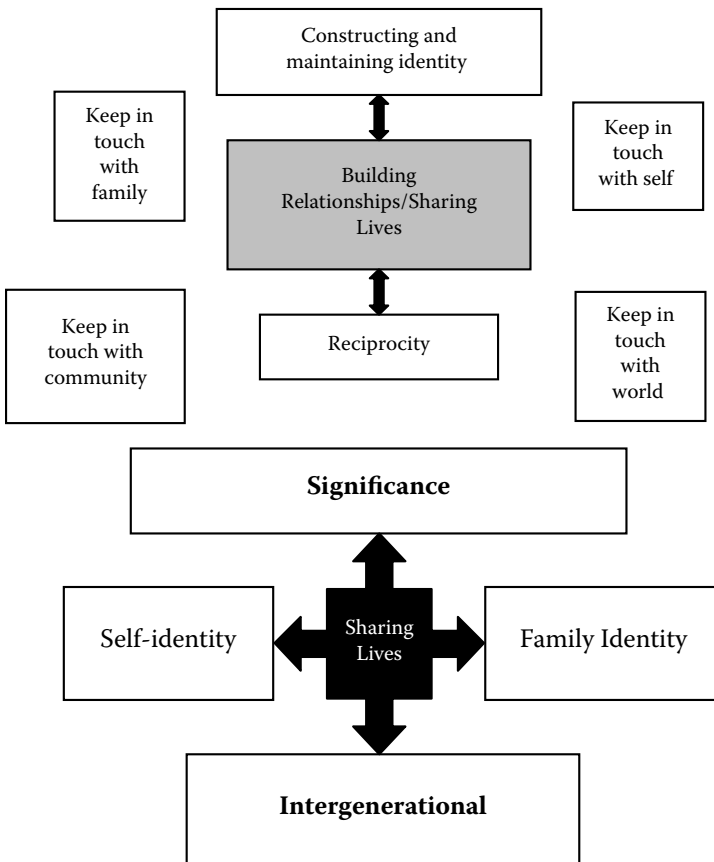 Constructing and
maintaining identity
Keep in
touch
with
family
Building
Relationships/Sharing
Lives
Keep in
touch
with self
Keep in
touch with
community
Reciprocity
Keep in
touch
with
world
Significance
Self-identity
Sharing
Lives
Family Identity
Intergenerational